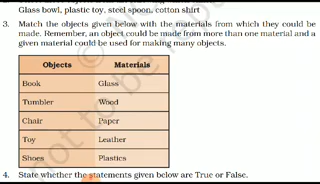 Glass bowl, plastic toy, steel spoon, cotton shirt
3. Match the objects given below with the materials from which they could be
made. Remember, an object could be made from more than one material and a
given material could be used for making many objects.
Objects Materials
Book Glass
Tumbler Wood
Chair Paper
Toy Leather
Shoes Plastics
4. State whether the statements given below are True or False.
not to be